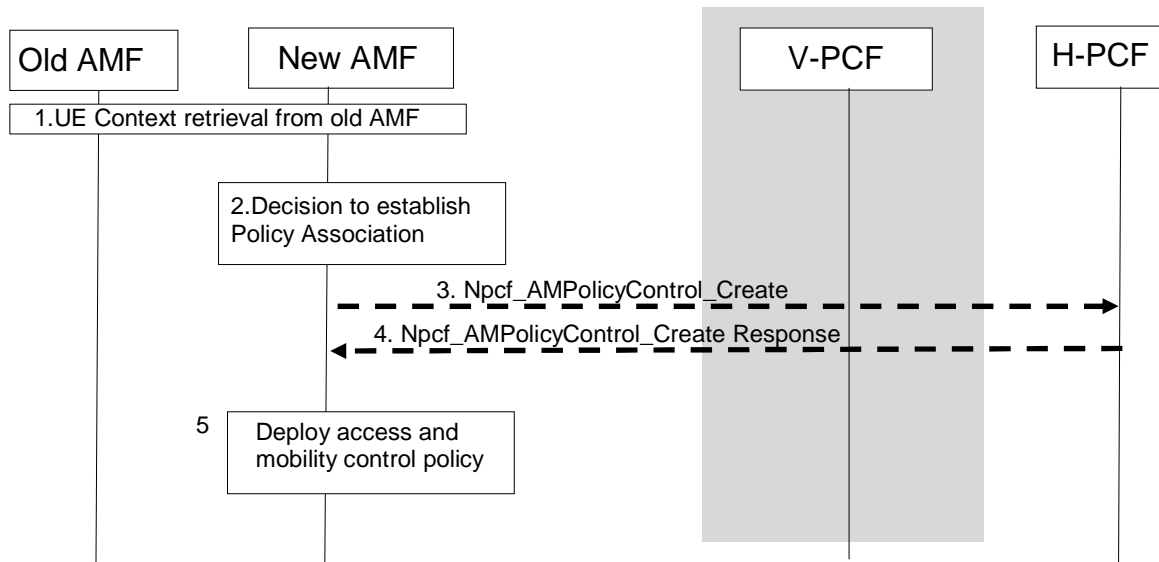 Old AMF
New AMF
V-PCF
H-PCF
1.UE Context retrieval from old AMF
2.Decision to establish
Policy Association
3. Npcf_AMPolicyControl_Create
4. Npcf_AMPolicyControl_Create Response
5
Deploy access and
mobility control policy